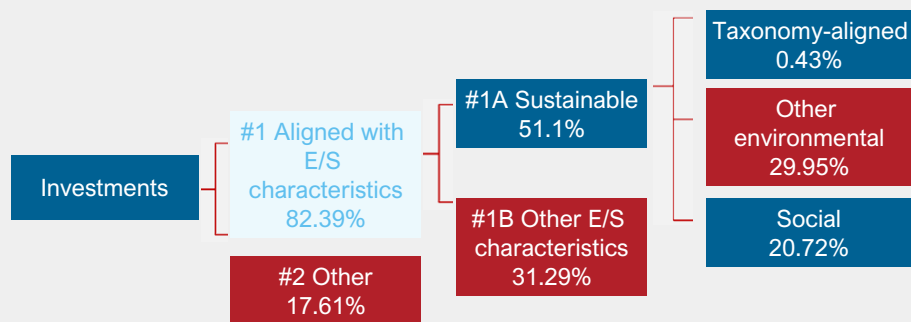 Investments
#1 Aligned with
E/S
characteristics
82.39%
#2 Other
17.61%
#1A Sustainable
51.1%
#1B Other E/S
characteristics
31.29%
Taxonomy-aligned
0.43%
Other
environmental
29.95%
Social
20.72%